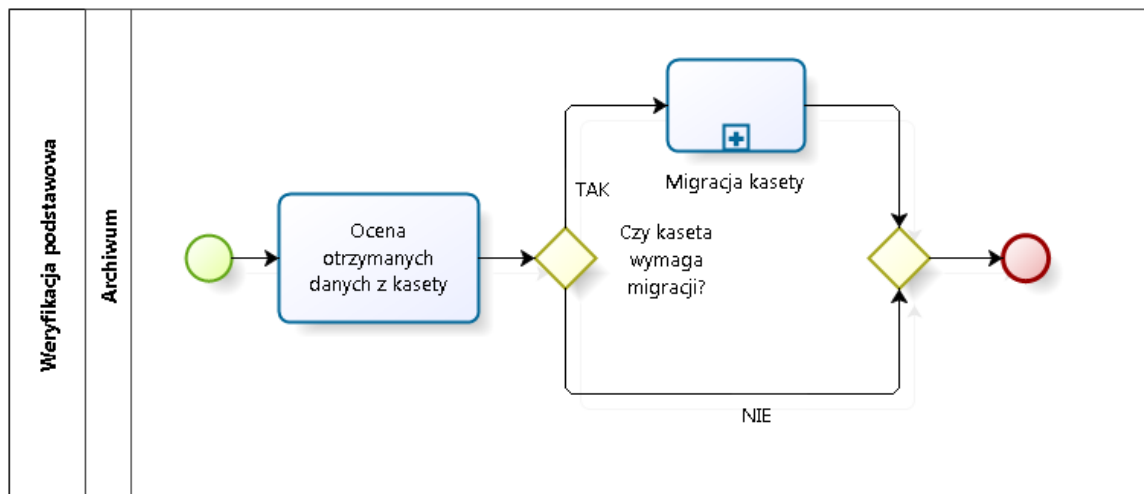 Weryfikacja podstawowa
Archiwum
Ocena
otrzymanych
danych z kasety
TAK
Czy kaseta
wymaga
migracji?
Migracja kasety
NIE